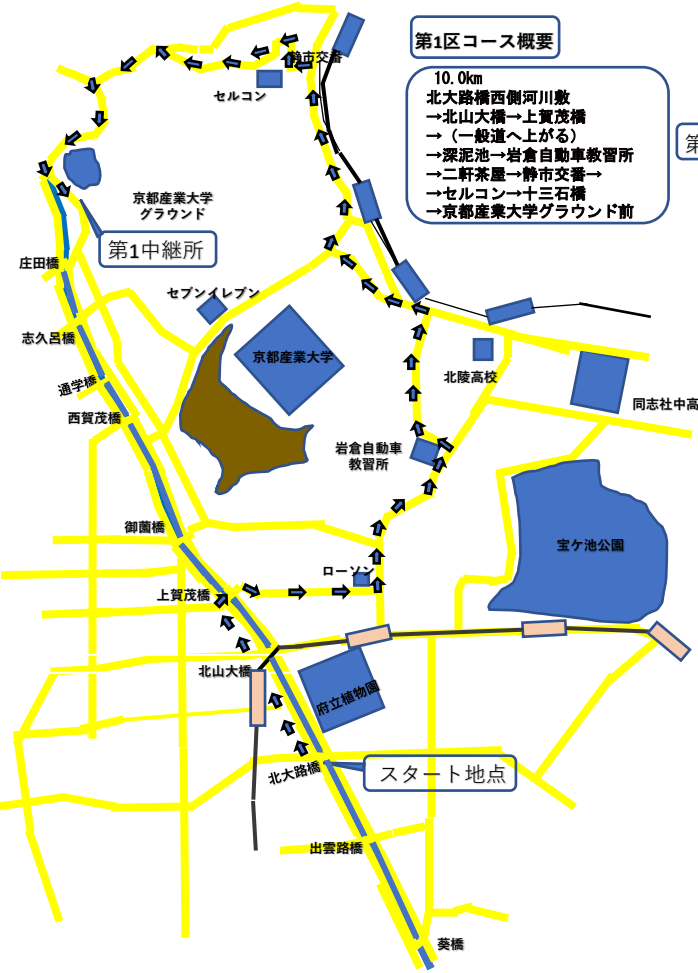 第1区コース概要
10.0km
北大路橋西側河川敷
→北山大橋→上賀茂橋
→（一般道へ上がる）
→深泥池→岩倉自動車教習所
→二軒茶屋→静市交番→
→セルコン→十三石橋
→京都産業大学グラウンド前
第
静市交番
セルコン
京都産業大学
グラウンド
第1中継所
庄田橋
セブンイレブン
志久呂橋
京都産業大学
通学橋
北陵高校
西賀茂橋
同志社中高
岩倉自動車
教習所
御薗橋
宝ケ池公園
ローソン
上賀茂橋
北山大橋
府立植物園
北大路橋
スタート地点
出雲路橋
葵橋